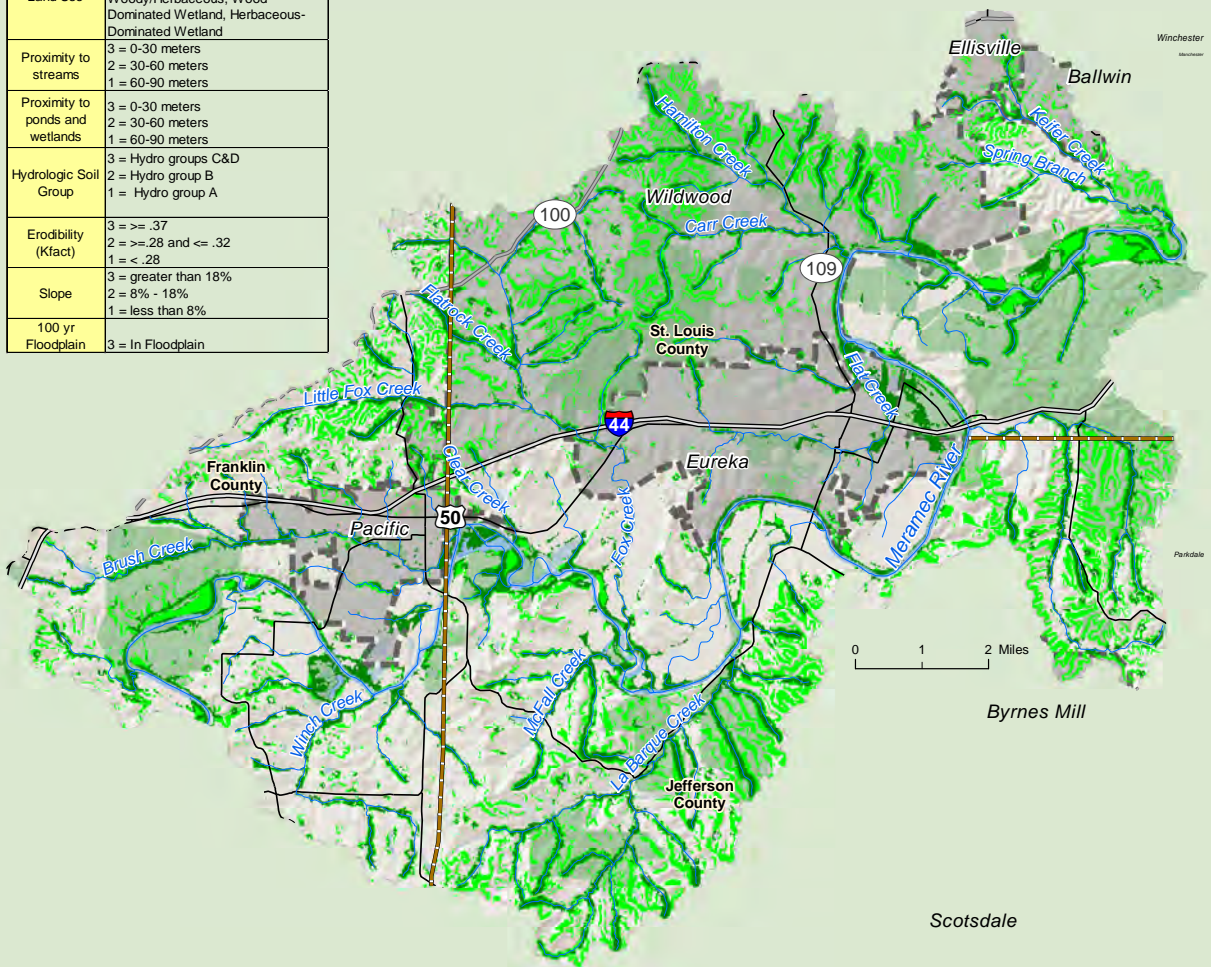 Woody/Herbaceous, Wood-
Dominated Wetland, Herbaceous-
Dominated Wetland
Proximity to
streams
3 = 0-30 meters
2 = 30-60 meters
1 = 60-90 meters
Proximity to
ponds and
wetlands
3 = 0-30 meters
2 = 30-60 meters
1 = 60-90 meters
Hydrologic Soil
Group
3 = Hydro groups C&D
2 = Hydro group B
1 = Hydro group A
Erodibility
(Kfact)
3 = >= .37
2 = >=.28 and <= .32
1 = < .28
Slope
3 = greater than 18%
2 = 8% - 18%
1 = less than 8%
100 yr
Floodplain
3 = In Floodplain
Ellisville
Winchester
Manchester
Ballwin
Hamilton Creek
Keifer Creek
Spring Branch
Wildwood
100
Carr Creek
109
Flatrock Creek
St. Louis
County
Flat Creek
Little Fox Creek
44
Eureka
Franklin
County
Clear Creek
Meramec River
50
Pacific
Fox Creek
Brush Creek
Parkdale
0 1 2 Miles
McFall Creek
Winch Creek
La Barque Creek
Byrnes Mill
Jefferson
County
Scotsdale